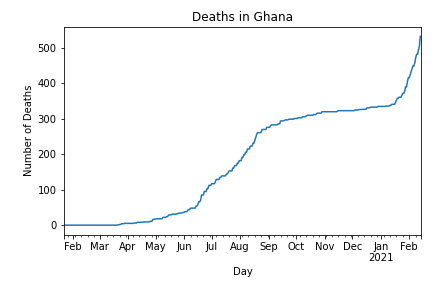 Deaths in Ghana
Number of Deaths
500
400
300
200
100
0
Feb Mar Apr May Jun Jul Aug Sep Oct Nov Dec Jan Feb
2021
Day